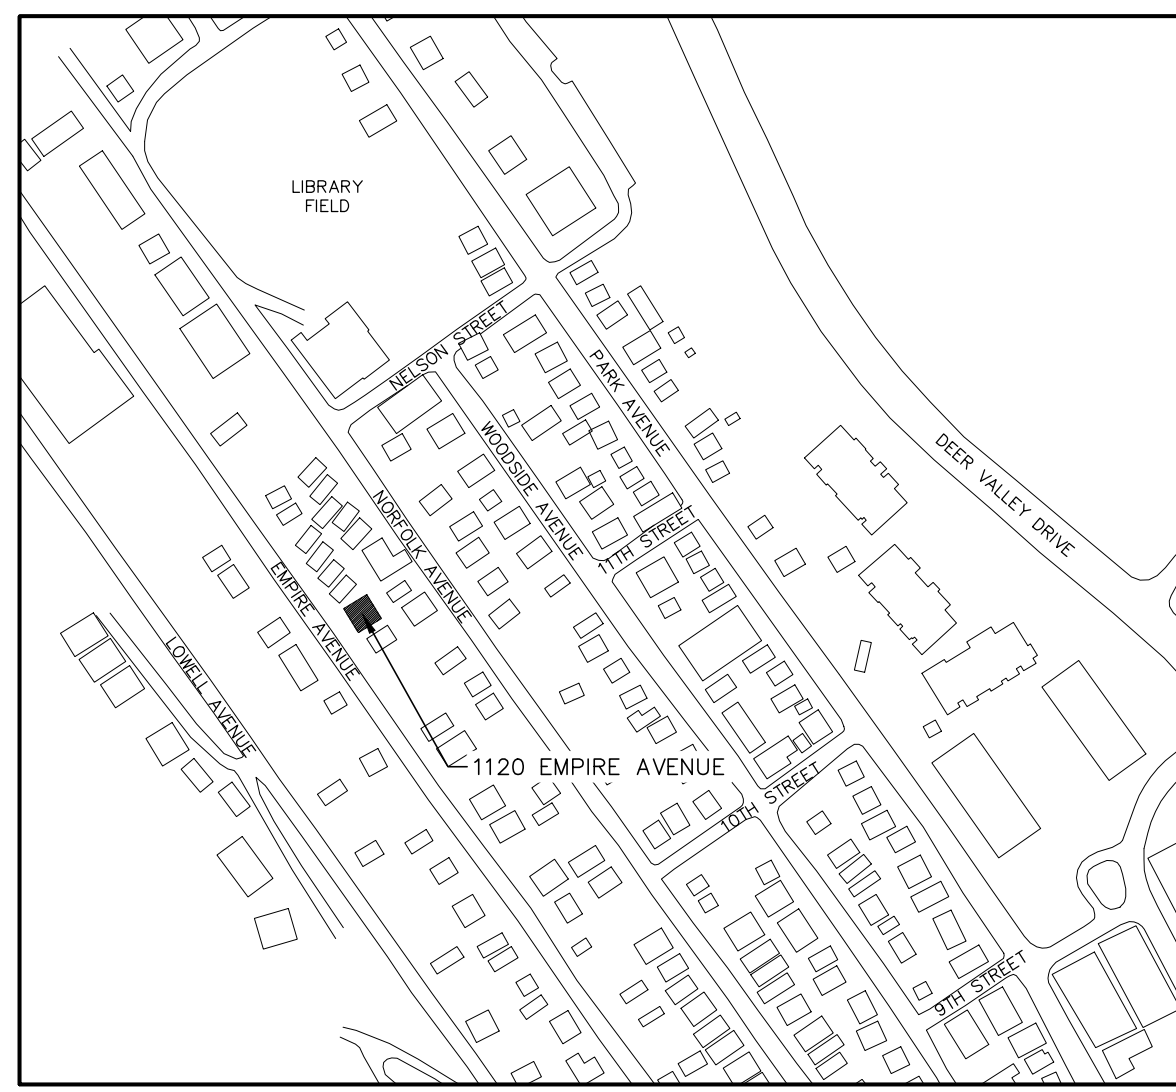 LIBRARY
FIELD
NELSON STREET
PARK AVENUE
WOODSIDE AVENUE
DEER VALLEY DRIVE
NORFOLK AVENUE
11TH STREET
EMPIRE AVENUE
LOWELL AVENUE
1120 EMPIRE AVENUE
10TH STREET
9TH STREET